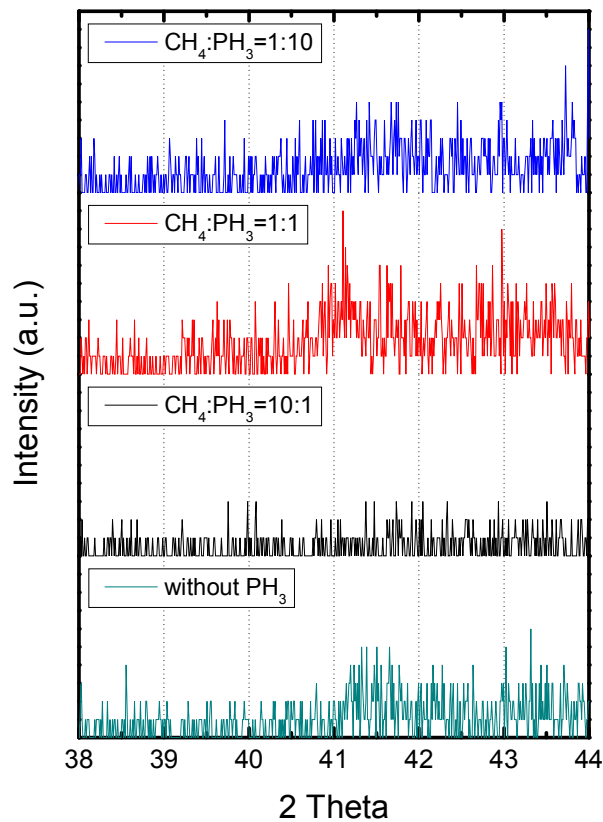 CH₄:PH₃=1:10
CH₄:PH₃=1:1
CH₄:PH₃=10:1
without PH₃
Intensity (a.u.)
38 39 40 41 42 43 44
2 Theta